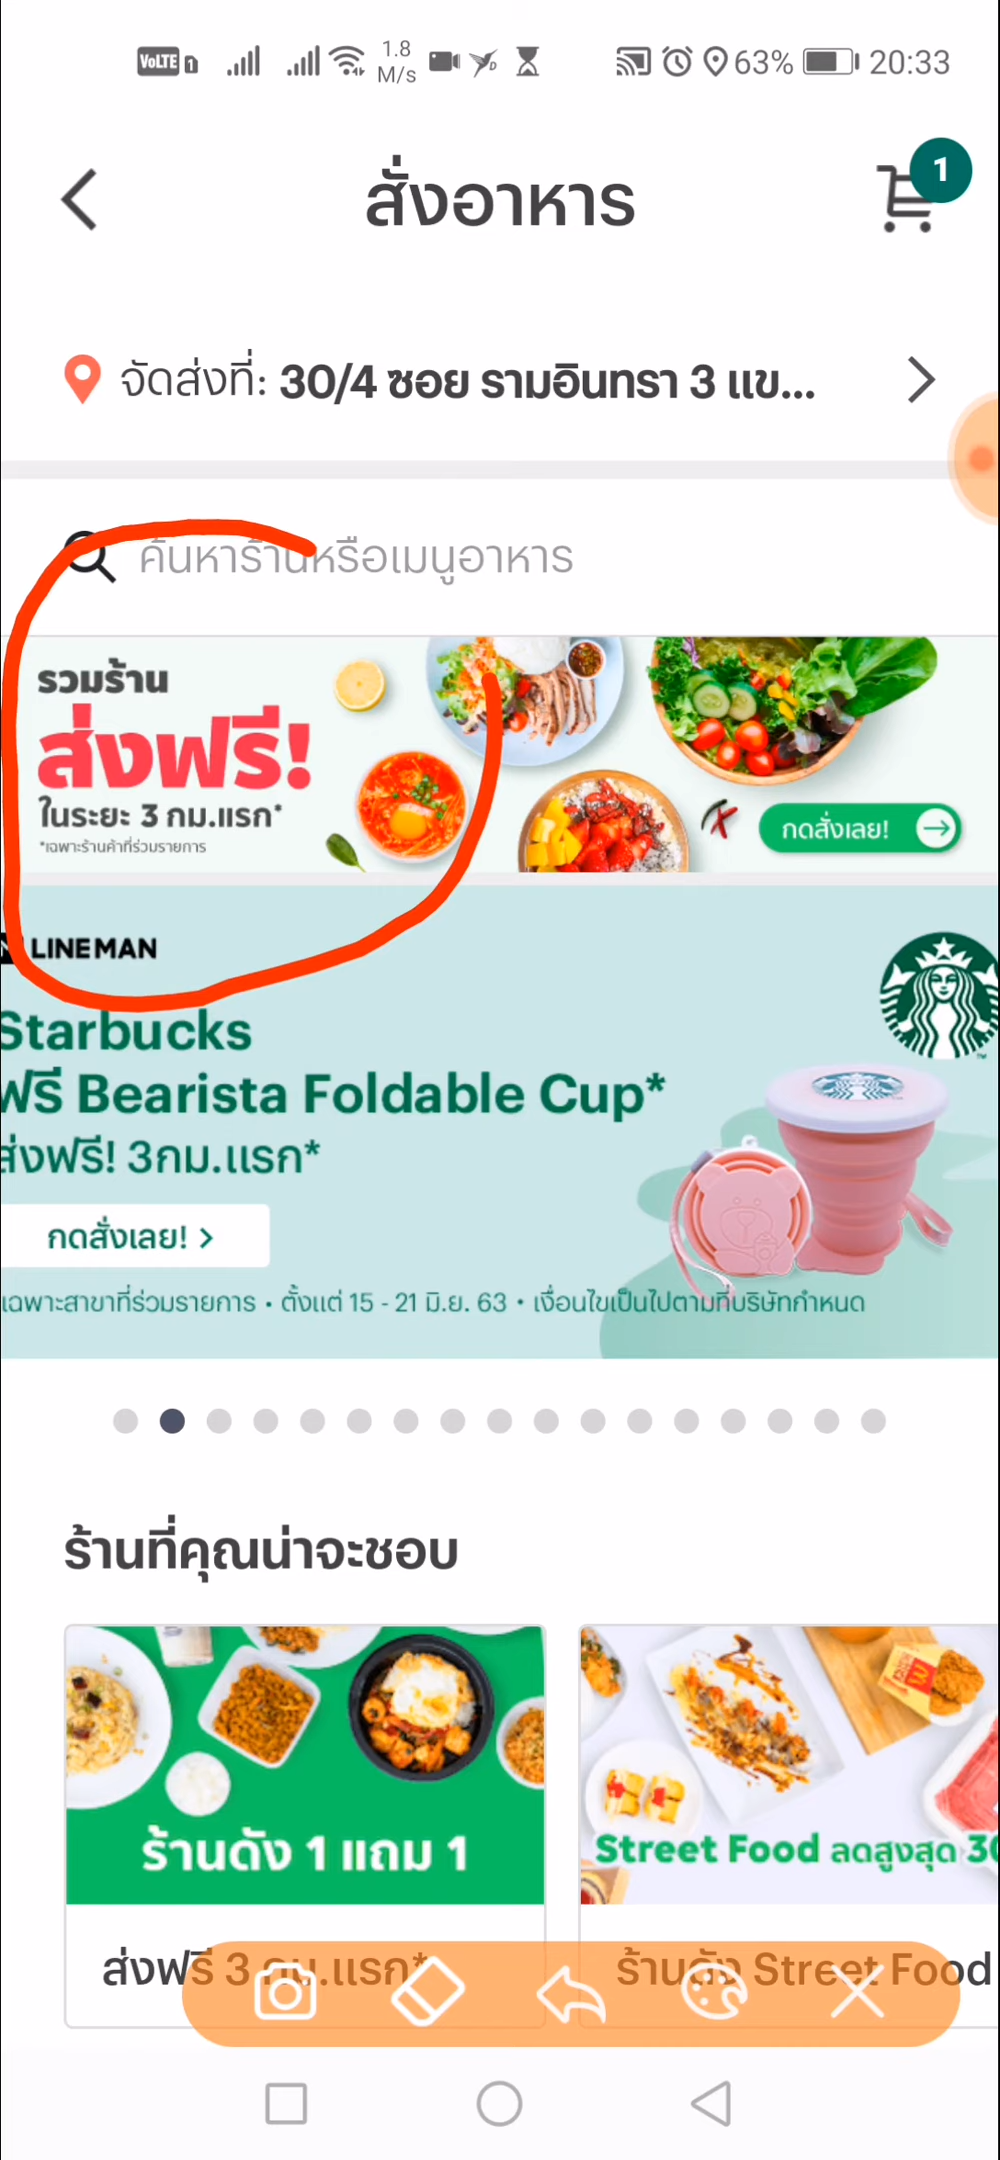 VoLTE 1 1.8 M/s 63% 20:33
สั่งอาหาร
1
จัดส่งที่: 30/4 ซอย รามอินทรา 3 แข...
ค้นหาร้านหรือเมนูอาหาร
รวมร้าน
ส่งฟรี!
ในระยะ 3 กม.แรก*
*เฉพาะร้านค้าที่ร่วมรายการ
กดสั่งเลย!
LINE MAN
Starbucks
ฟรี Bearista Foldable Cup*
ส่งฟรี! 3กม.แรก*
กดสั่งเลย! >
เฉพาะสาขาที่ร่วมรายการ • ตั้งแต่ 15 - 21 มิ.ย. 63 • เงื่อนไขเป็นไปตามที่บริษัทกำหนด
ร้านที่คุณน่าจะชอบ
ร้านดัง 1 แถม 1
Street Food ลดสูงสุด 30
ส่งฟรี 3 กม.แรก*
ร้านดัง Street Food